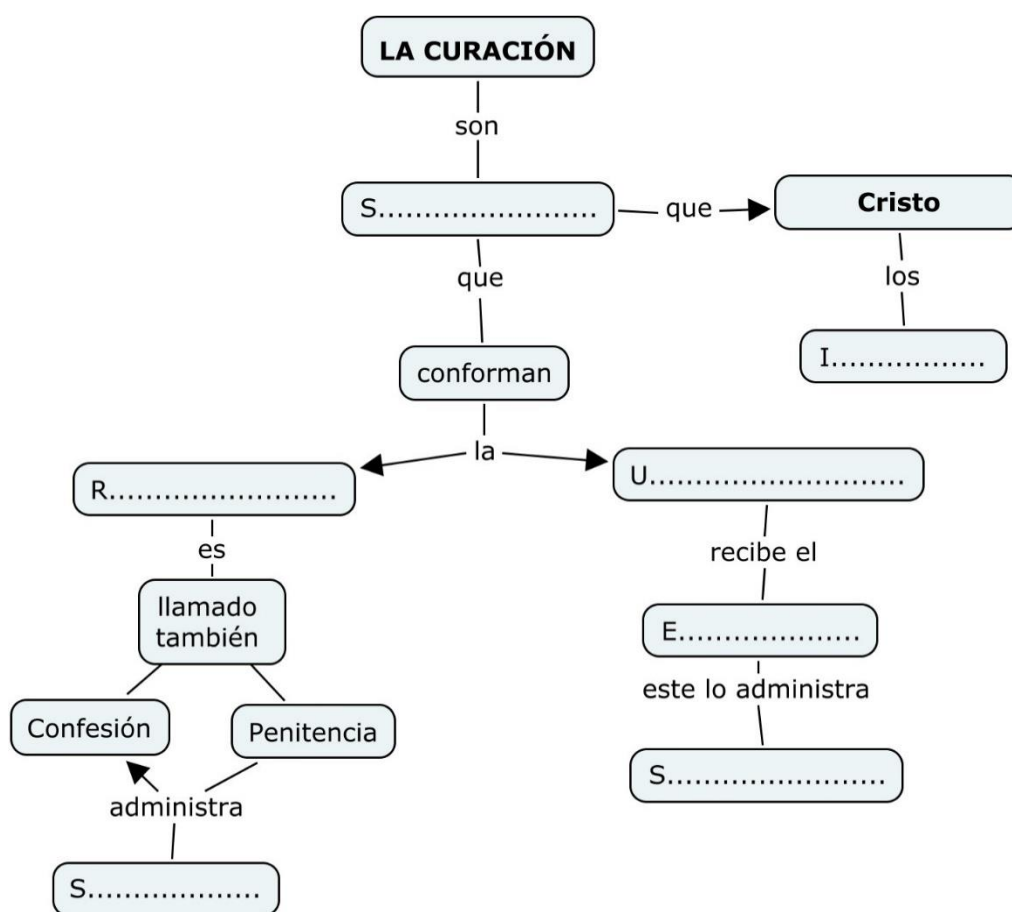 LA CURACIÓN
son
S........................
que
Cristo
que
los
I.................
conforman
la
R.........................
U............................
es
recibe el
llamado
también
E.....................
este lo administra
Confesión
Penitencia
S........................
administra
S...................